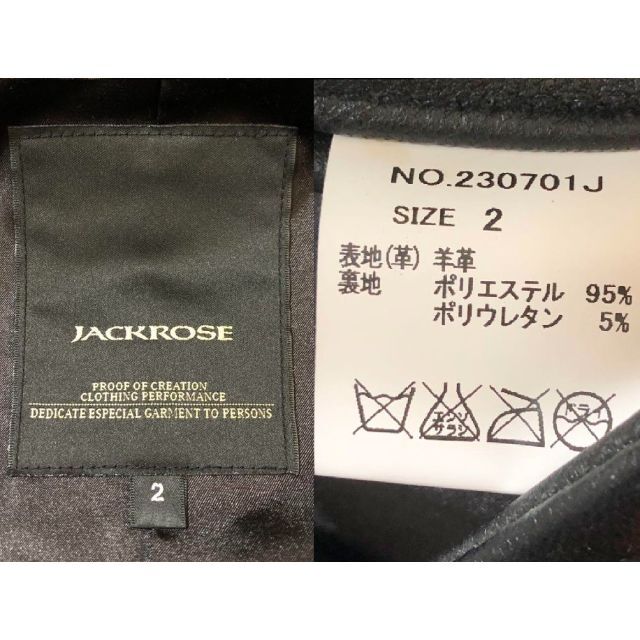 JACKROSE
PROOF OF CREATION
CLOTHING PERFORMANCE
DEDICATE ESPECIAL GARMENT TO PERSONS
2
NO.230701J
SIZE 2
表地(革) 羊革
裏地 ポリエステル 95%
ポリウレタン 5%
エンソ
サラシ
ドライ